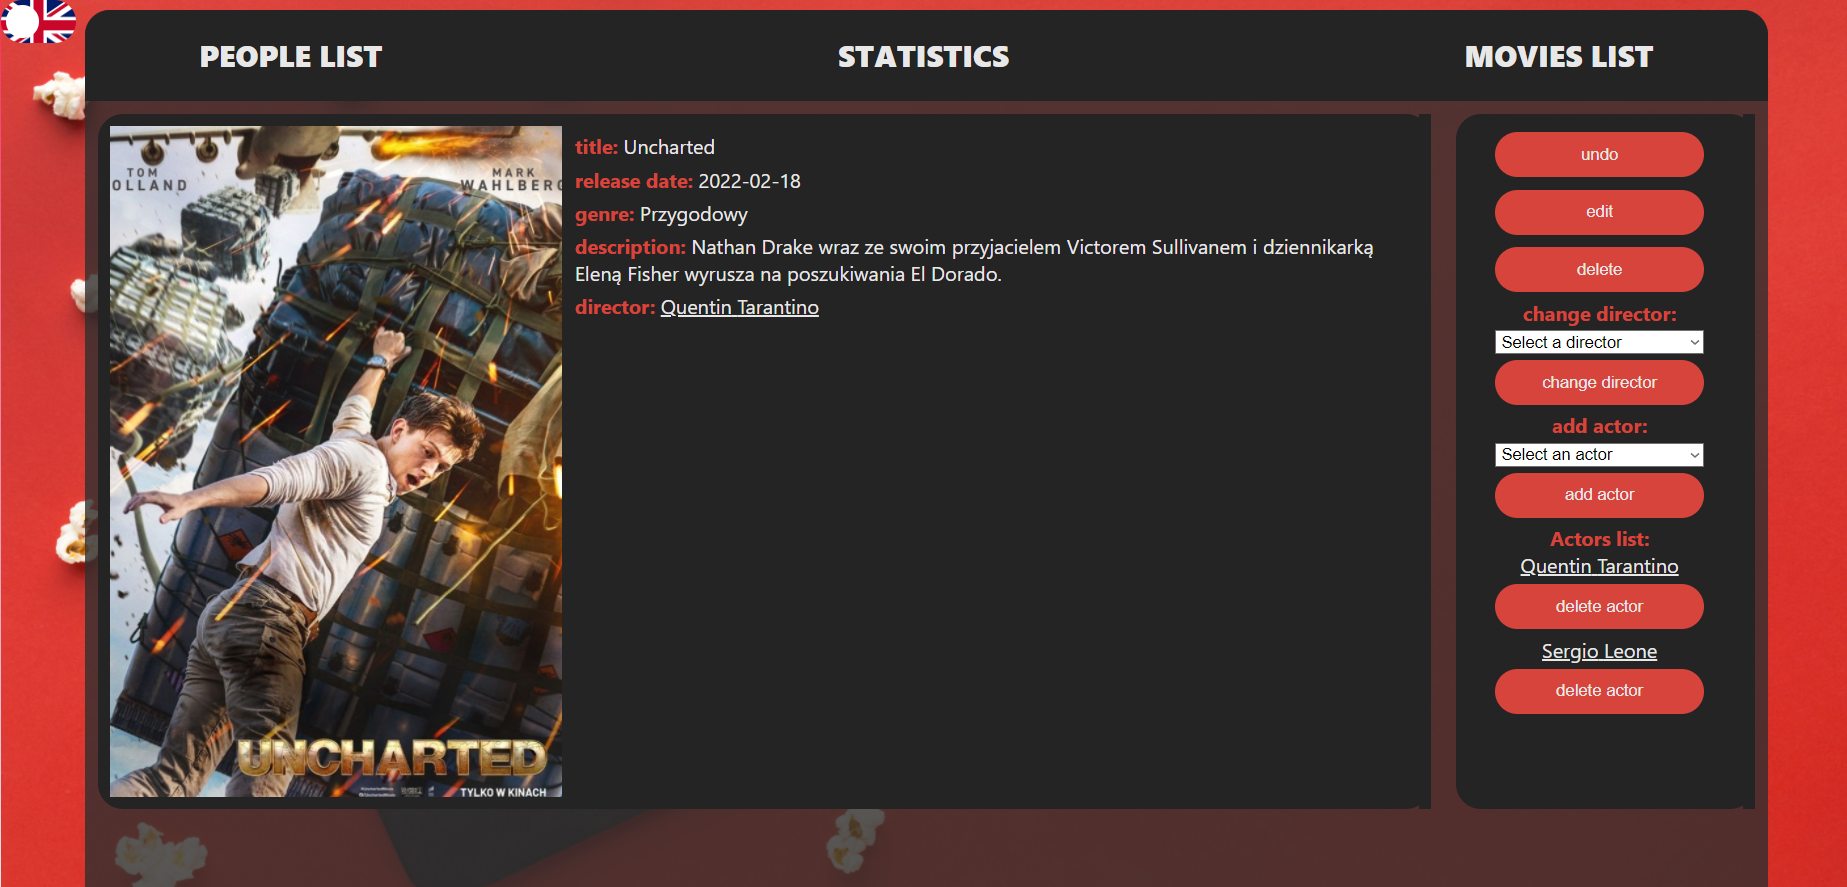 PEOPLE LIST
STATISTICS
MOVIES LIST
TOM
OLLAND
MARK
WAHLBERG
UNCHARTED
TYLKO W KINACH
title: Uncharted
release date: 2022-02-18
genre: Przygodowy
description: Nathan Drake wraz ze swoim przyjacielem Victorem Sullivanem i dziennikarką
Eleną Fisher wyrusza na poszukiwania El Dorado.
director: Quentin Tarantino
undo
edit
delete
change director:
Select a director
change director
add actor:
Select an actor
add actor
Actors list:
Quentin Tarantino
delete actor
Sergio Leone
delete actor